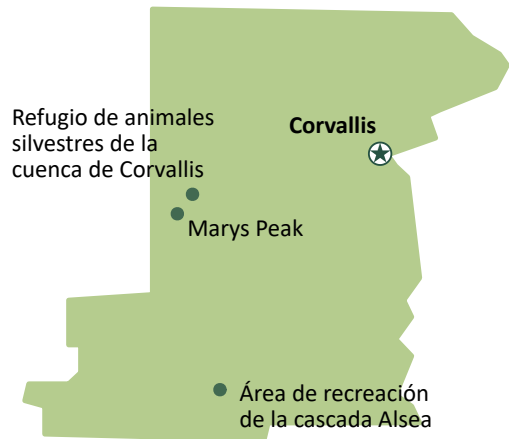 Refugio de animales
silvestres de la
cuenca de Corvallis
Corvallis
Marys Peak
Área de recreación
de la cascada Alsea